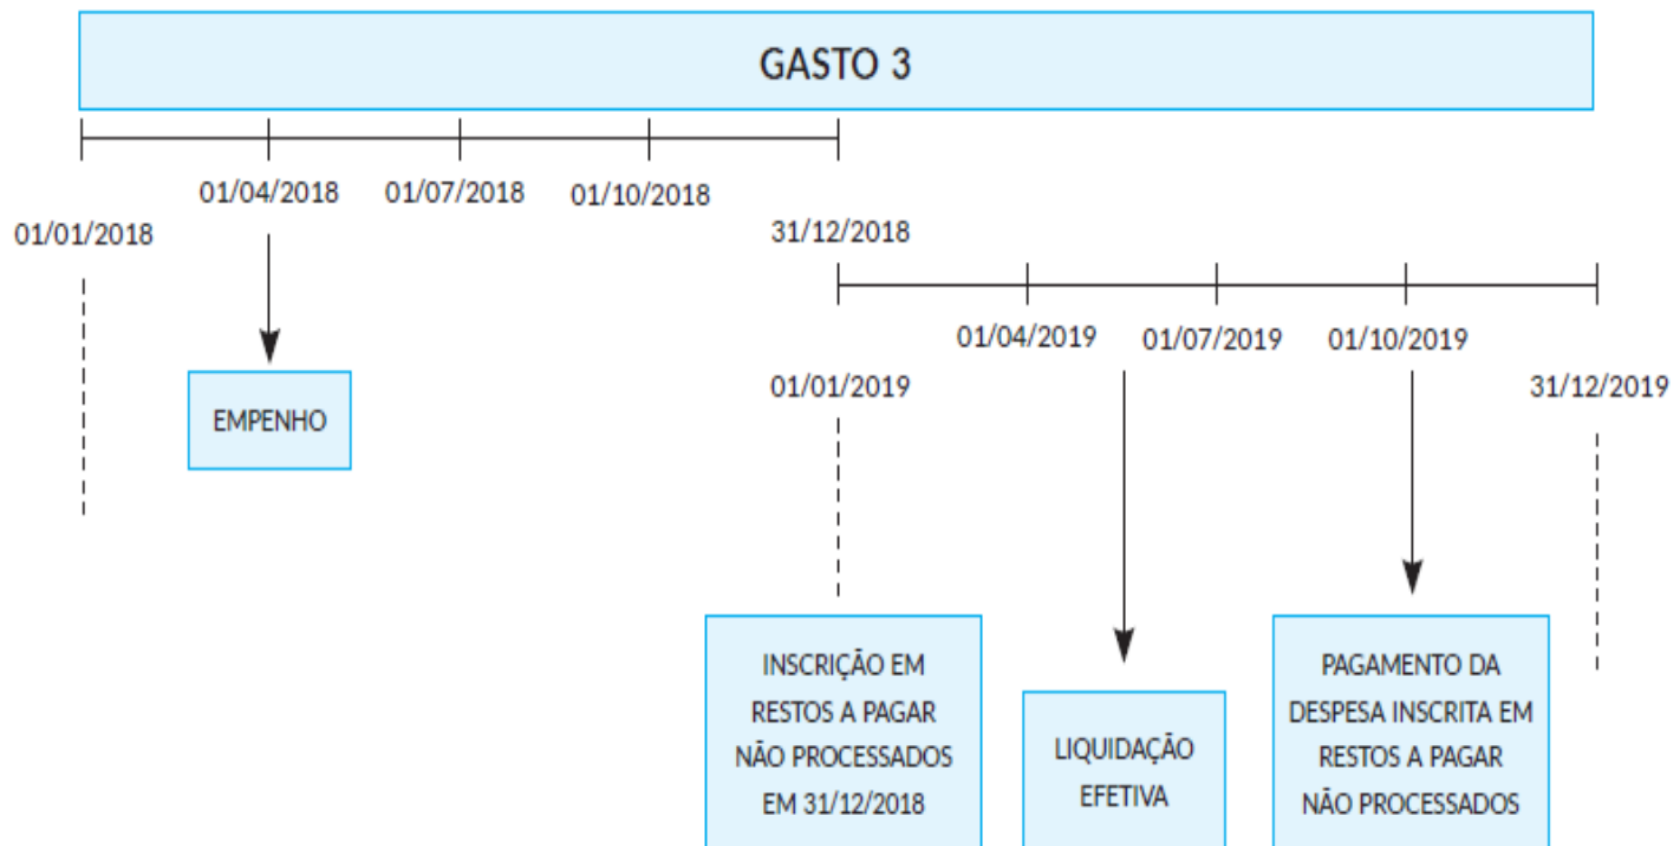 GASTO 3
01/04/2018 01/07/2018 01/10/2018
01/01/2018 31/12/2018
01/04/2019 01/07/2019 01/10/2019
01/01/2019 31/12/2019
EMPENHO
INSCRIÇÃO EM
RESTOS A PAGAR
NÃO PROCESSADOS
EM 31/12/2018
LIQUIDAÇÃO
EFETIVA
PAGAMENTO DA
DESPESA INSCRITA EM
RESTOS A PAGAR
NÃO PROCESSADOS